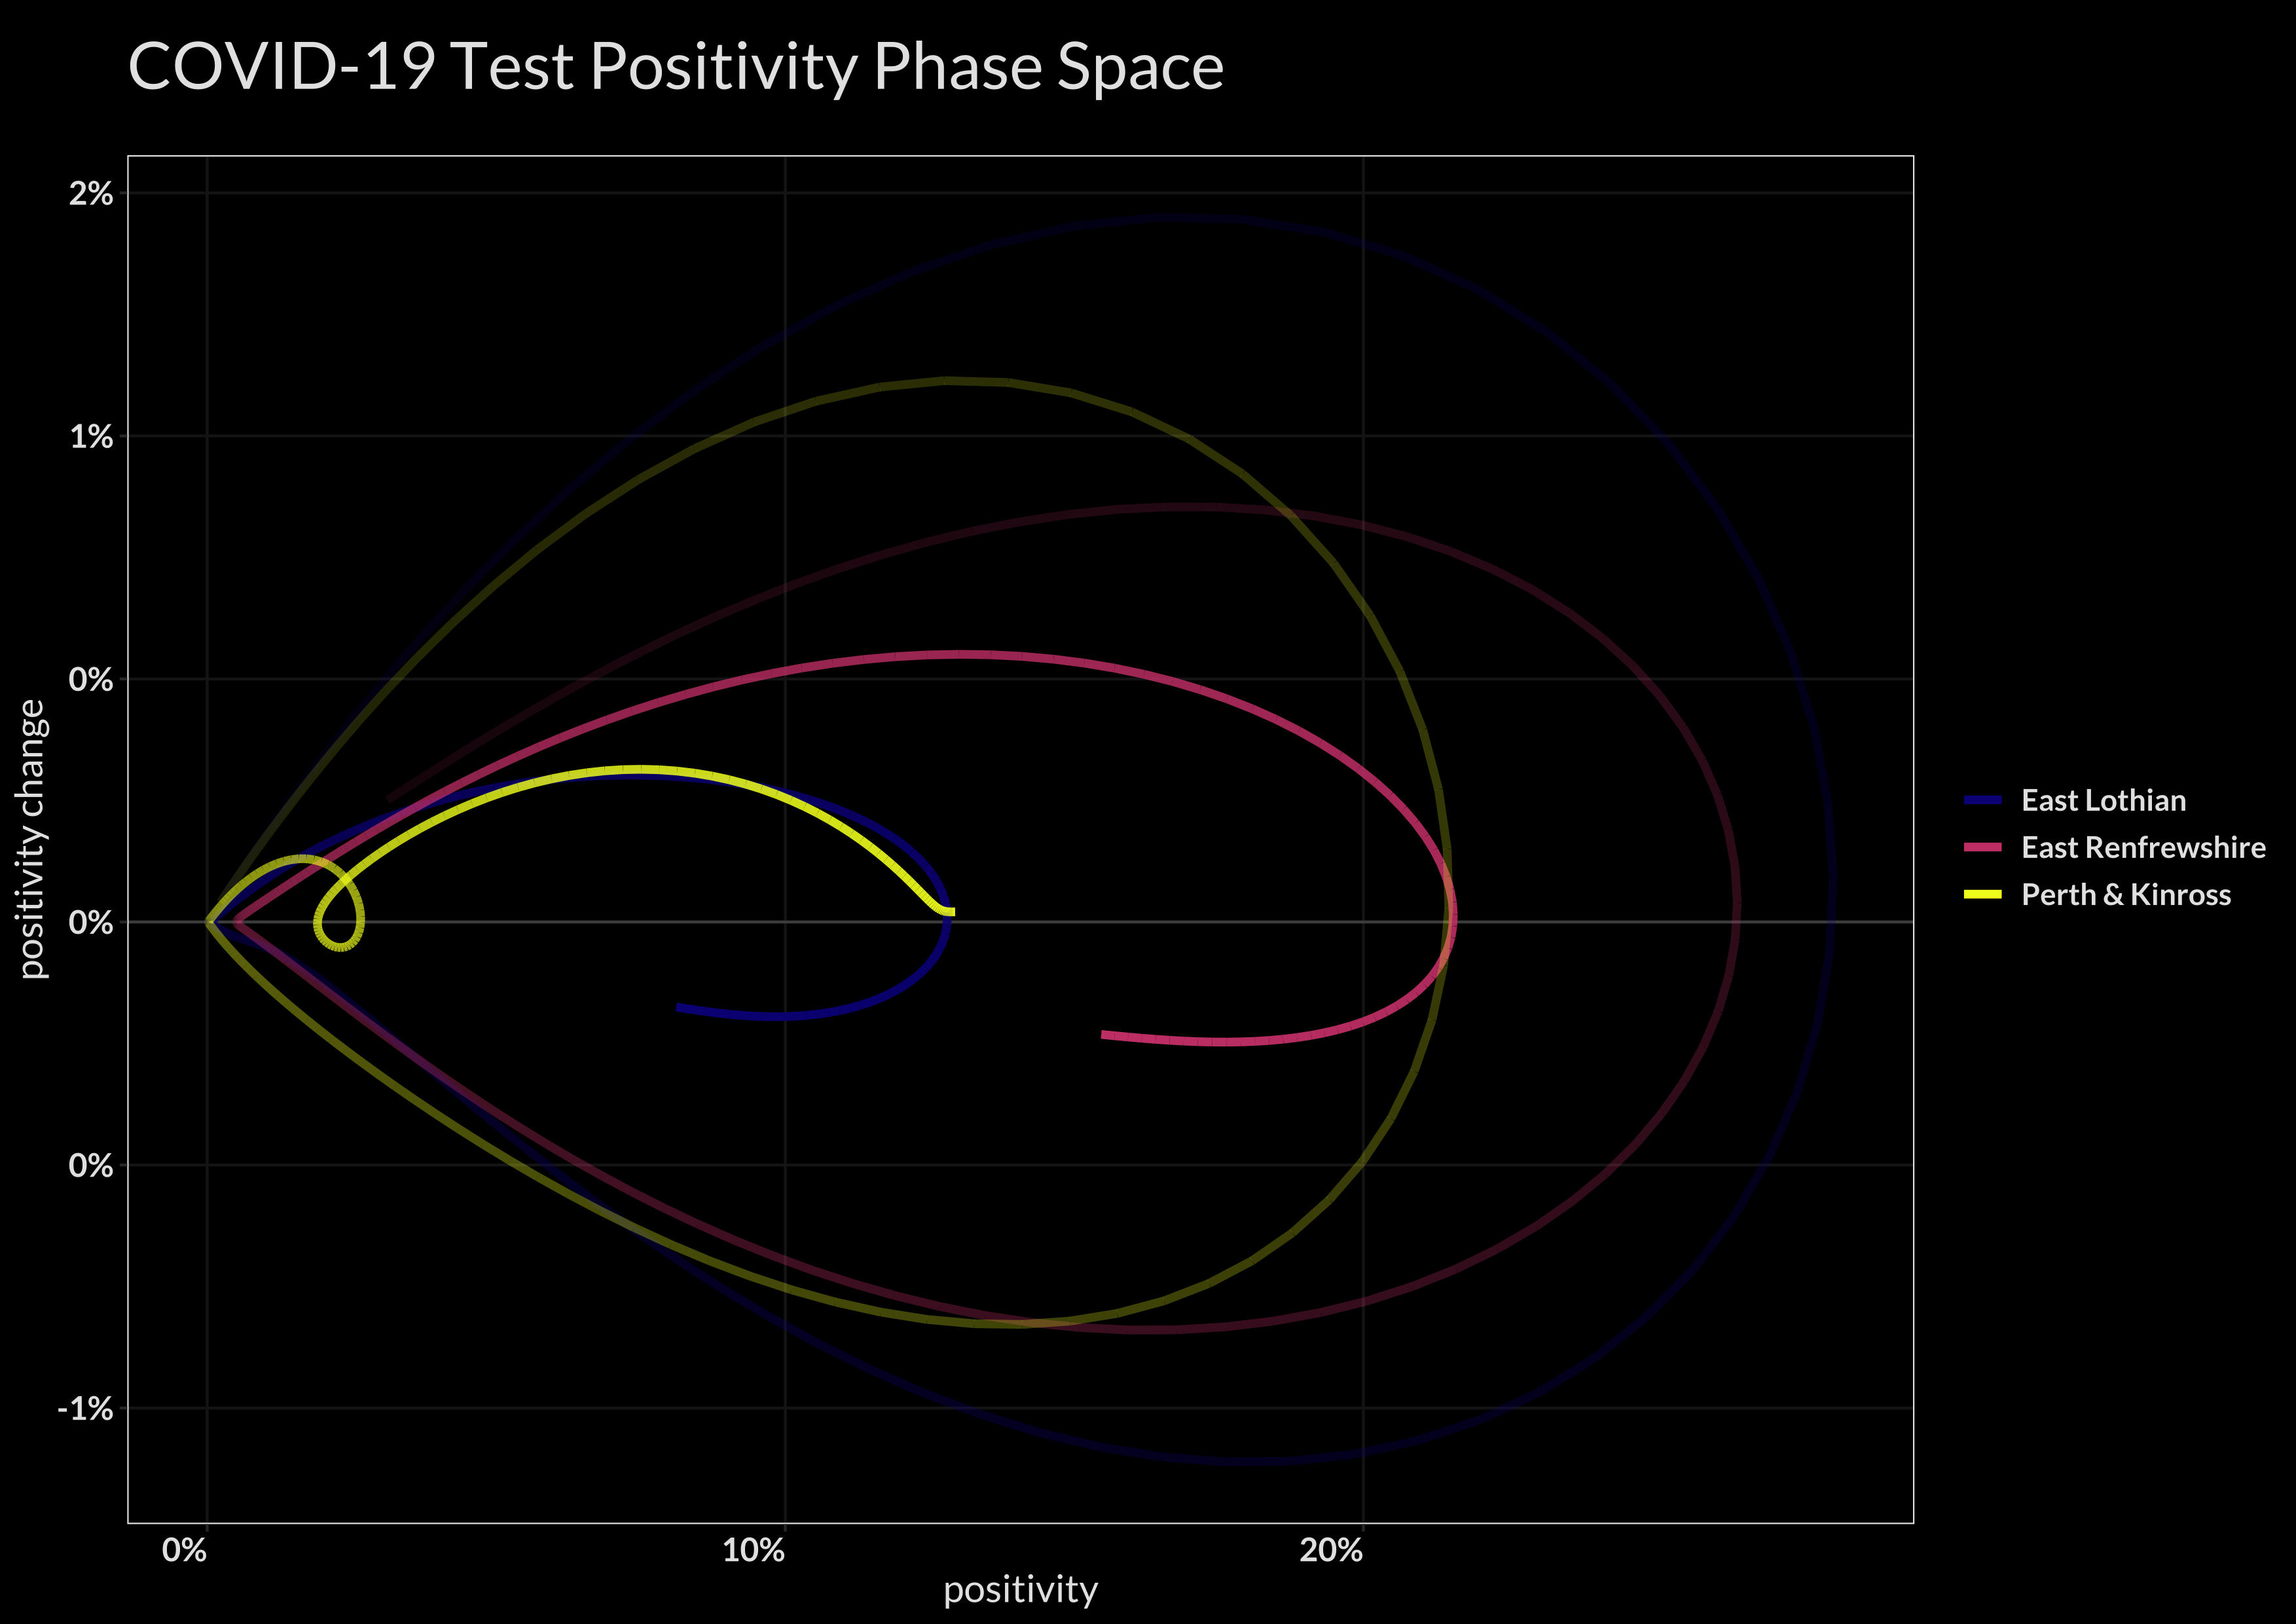 COVID-19 Test Positivity Phase Space
2%
1%
0%
0%
0%
-1%
positivity change
0%
10%
20%
positivity
East Lothian
East Renfrewshire
Perth & Kinross